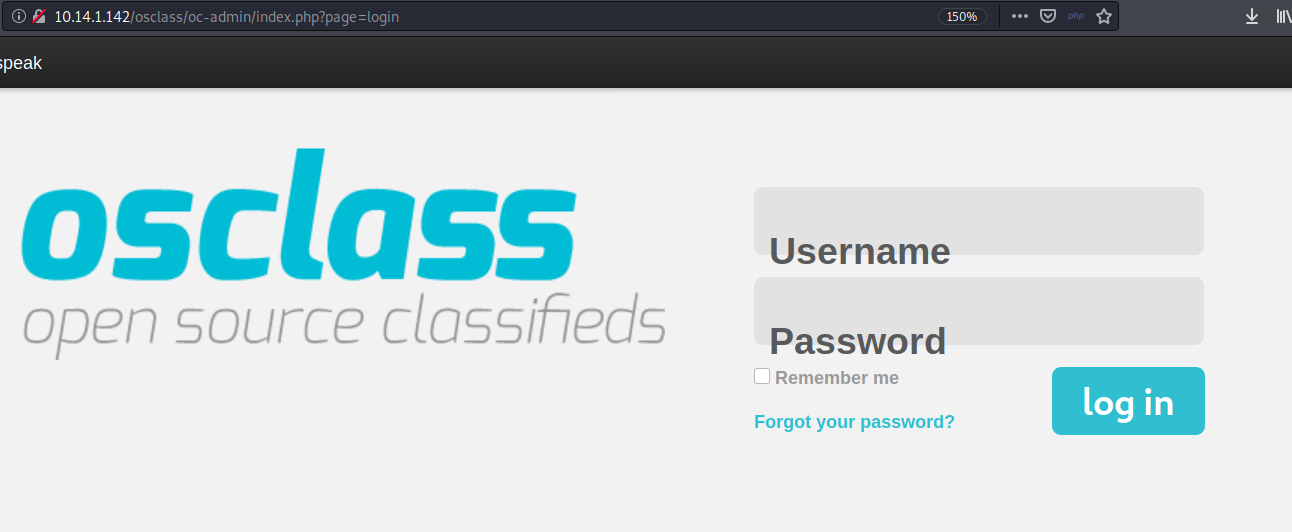 10.14.1.142/osclass/oc-admin/index.php?page=login
150%
php
speak
osclass
open source classifieds
Username
Password
Remember me
Forgot your password?
log in